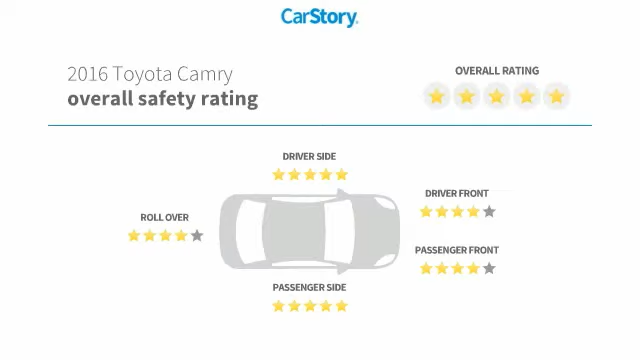 CarStory.
2016 Toyota Camry
overall safety rating
OVERALL RATING
DRIVER SIDE
DRIVER FRONT
ROLL OVER
PASSENGER FRONT
PASSENGER SIDE